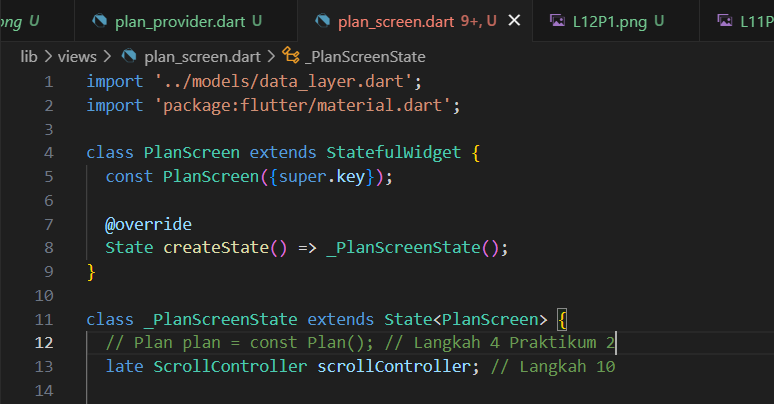 ong U plan_provider.dart U plan_screen.dart 9+, U L12P1.png U L11P
lib > views > plan_screen.dart > _PlanScreenState
1 import '../models/data_layer.dart';
2 import 'package:flutter/material.dart';
3
4 class PlanScreen extends StatefulWidget {
5 const PlanScreen({super.key});
6
7 @override
8 State createState() => _PlanScreenState();
9 }
10
11 class _PlanScreenState extends State<PlanScreen> {
12 // Plan plan = const Plan(); // Langkah 4 Praktikum 2
13 late ScrollController scrollController; // Langkah 10
14